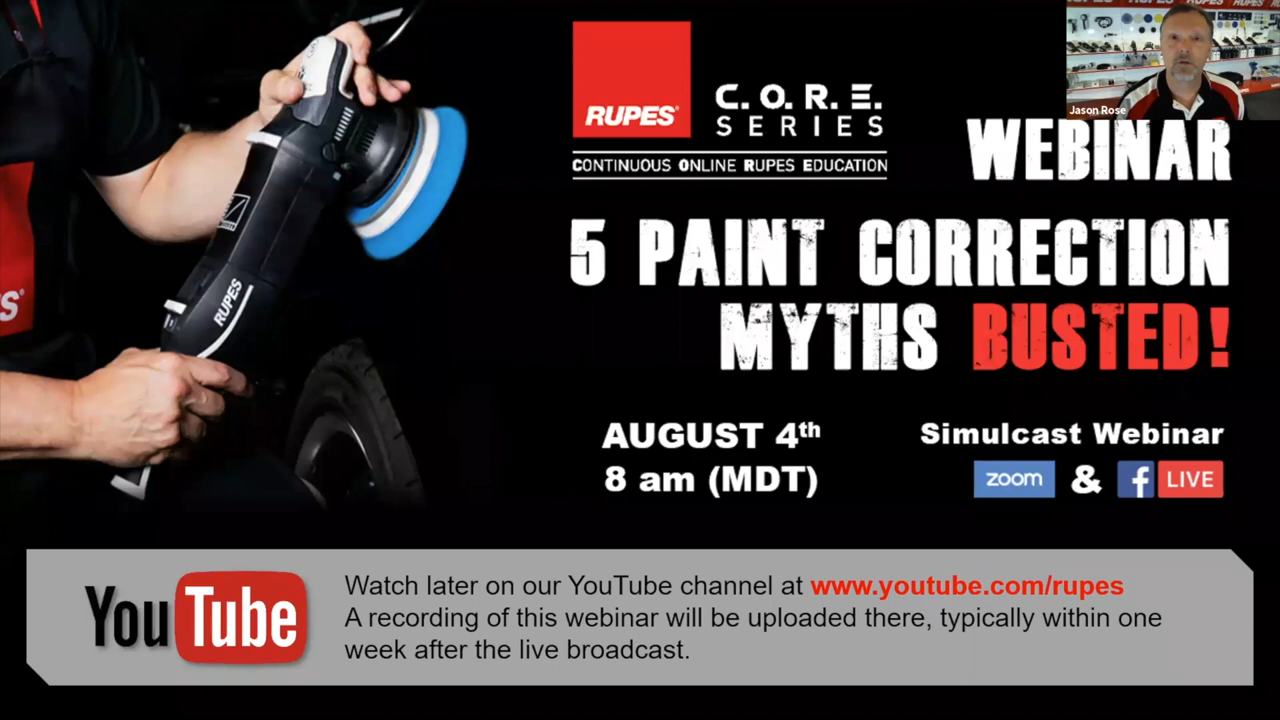 RUPES
C.O.R.E.
SERIES
CONTINUOUS ONLINE RUPES EDUCATION
Jason Rose
WEBINAR
5 PAINT CORRECTION
MYTHS BUSTED!
AUGUST 4th
8 am (MDT)
Simulcast Webinar
zoom & f LIVE
RUPES
S
YouTube
Watch later on our YouTube channel at www.youtube.com/rupes
A recording of this webinar will be uploaded there, typically within one
week after the live broadcast.